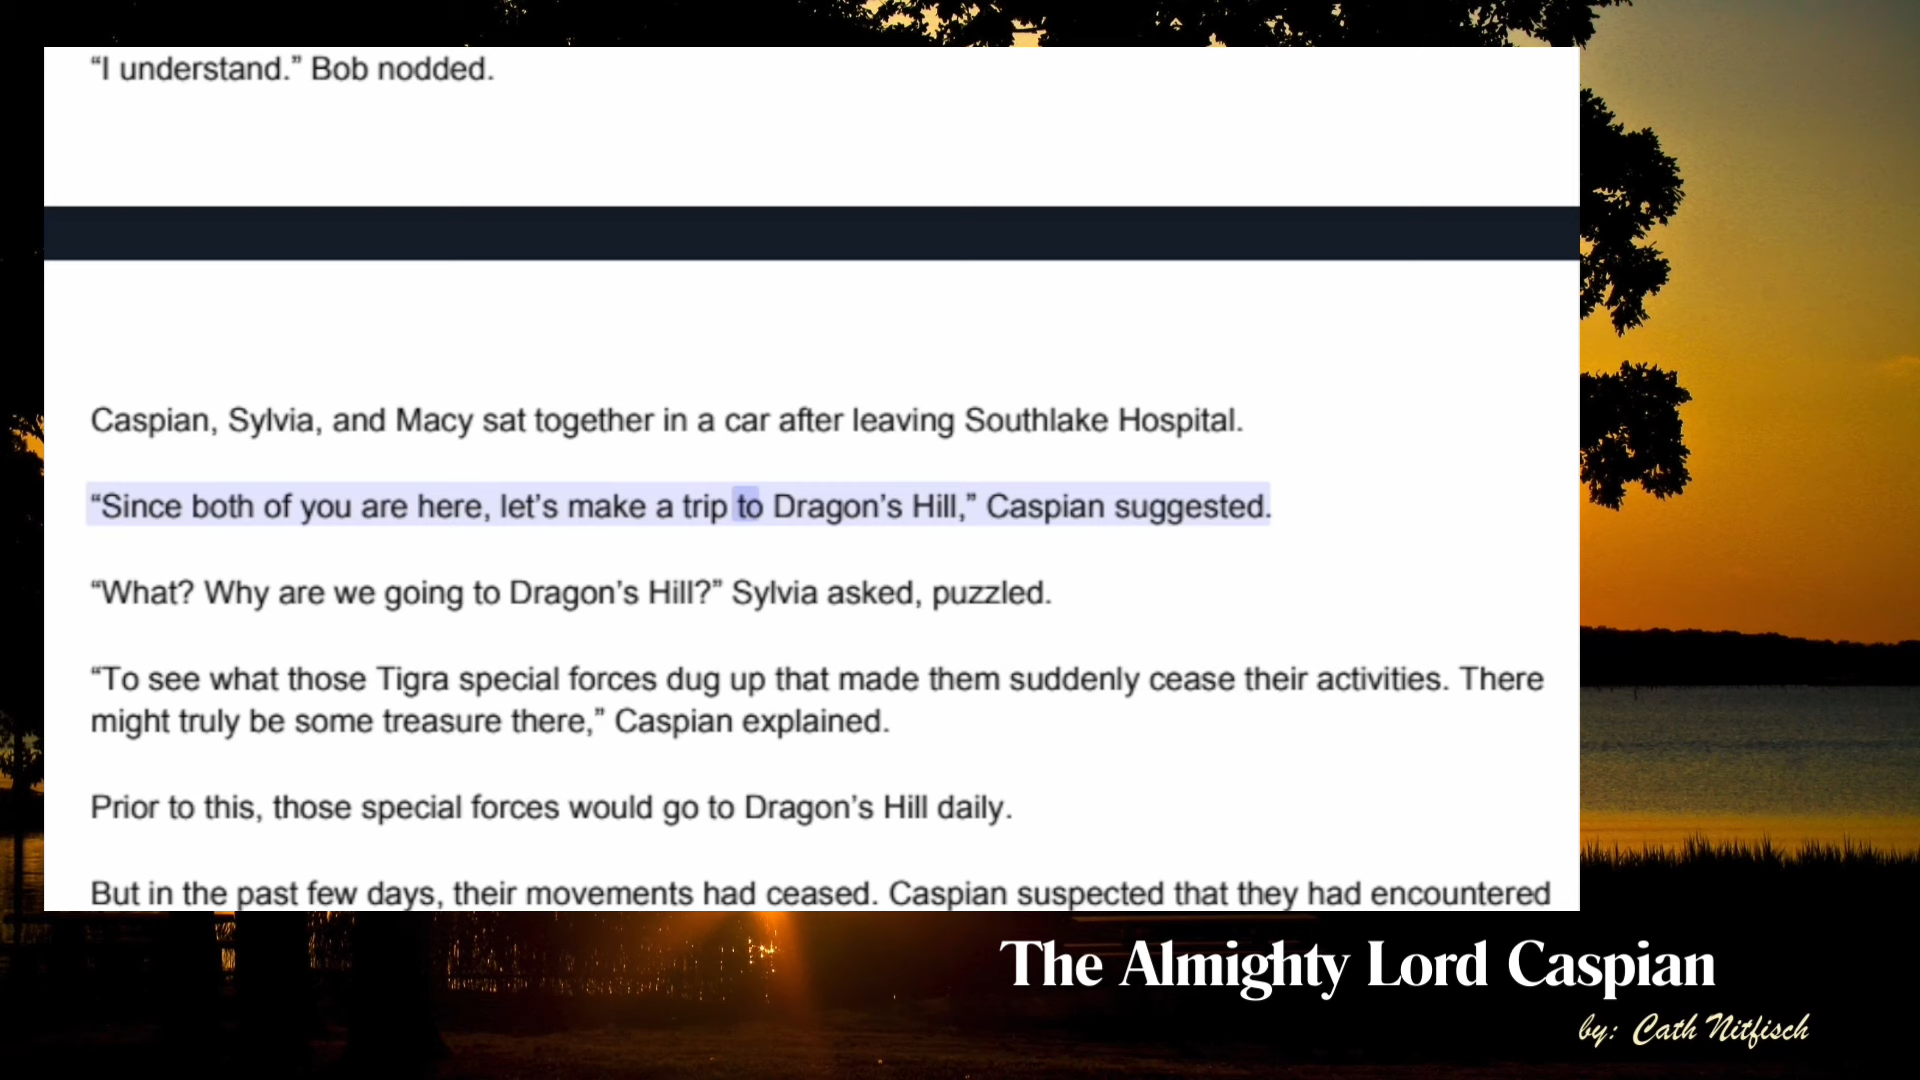 “I understand.” Bob nodded.
Caspian, Sylvia, and Macy sat together in a car after leaving Southlake Hospital.
“Since both of you are here, let’s make a trip to Dragon’s Hill,” Caspian suggested.
“What? Why are we going to Dragon’s Hill?” Sylvia asked, puzzled.
“To see what those Tigra special forces dug up that made them suddenly cease their activities. There
might truly be some treasure there,” Caspian explained.
Prior to this, those special forces would go to Dragon’s Hill daily.
But in the past few days, their movements had ceased. Caspian suspected that they had encountered
The Almighty Lord Caspian
by: Cath Nitfisch